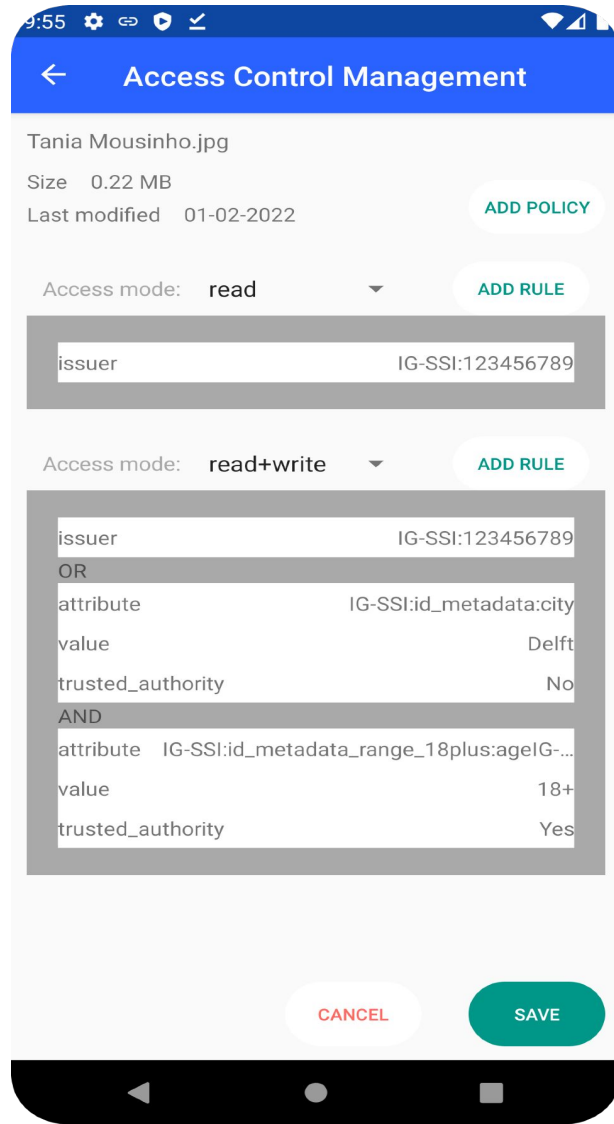 9:55
Access Control Management
Tania Mousinho.jpg
Size 0.22 MB
Last modified 01-02-2022
ADD POLICY
Access mode: read ADD RULE
issuer IG-SSI:123456789
Access mode: read+write ADD RULE
issuer IG-SSI:123456789
OR
attribute IG-SSI:id_metadata:city
value Delft
trusted_authority No
AND
attribute IG-SSI:id_metadata_range_18plus:ageIG-...
value 18+
trusted_authority Yes
CANCEL SAVE